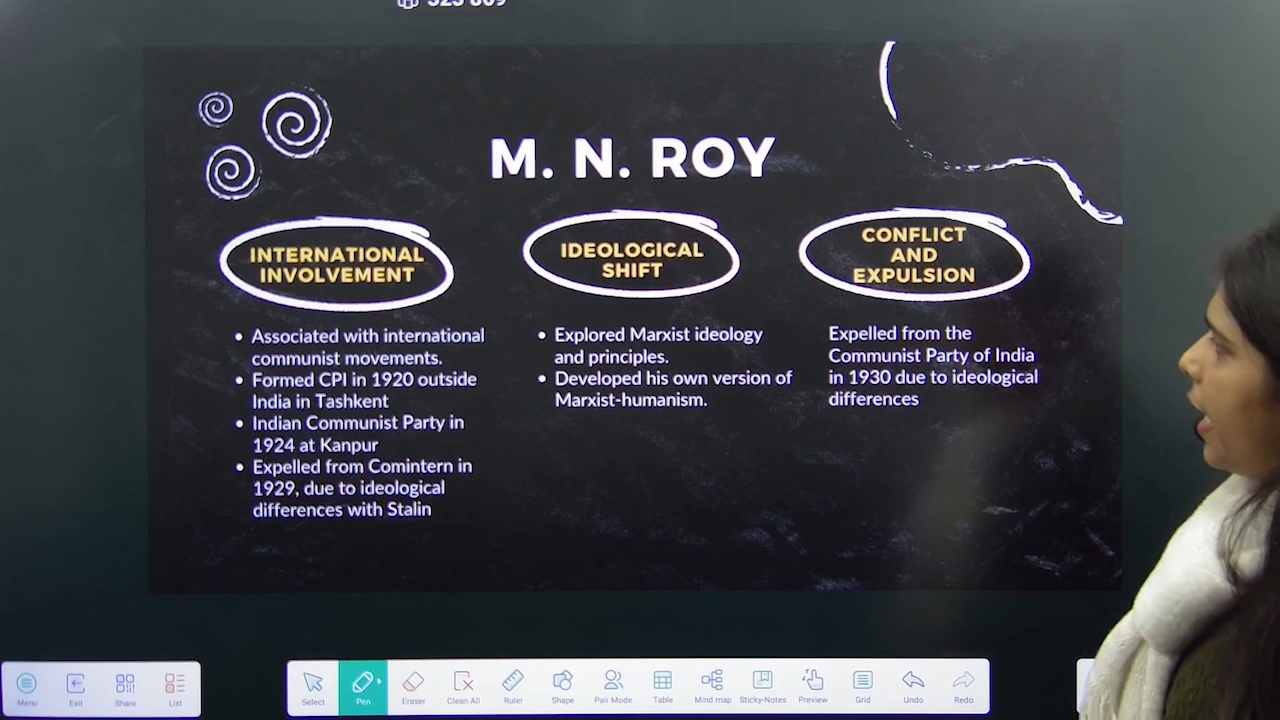 M. N. ROY
INTERNATIONAL
INVOLVEMENT
• Associated with international
communist movements.
• Formed CPI in 1920 outside
India in Tashkent
• Indian Communist Party in
1924 at Kanpur
• Expelled from Comintern in
1929, due to ideological
differences with Stalin
IDEOLOGICAL
SHIFT
• Explored Marxist ideology
and principles.
• Developed his own version of
Marxist-humanism.
CONFLICT
AND
EXPULSION
Expelled from the
Communist Party of India
in 1930 due to ideological
differences
Menu Exit Share List
Select Pen Eraser Clean All Ruler Shape Pair Mode Table Mind map Sticky-Notes Preview Grid Undo Redo